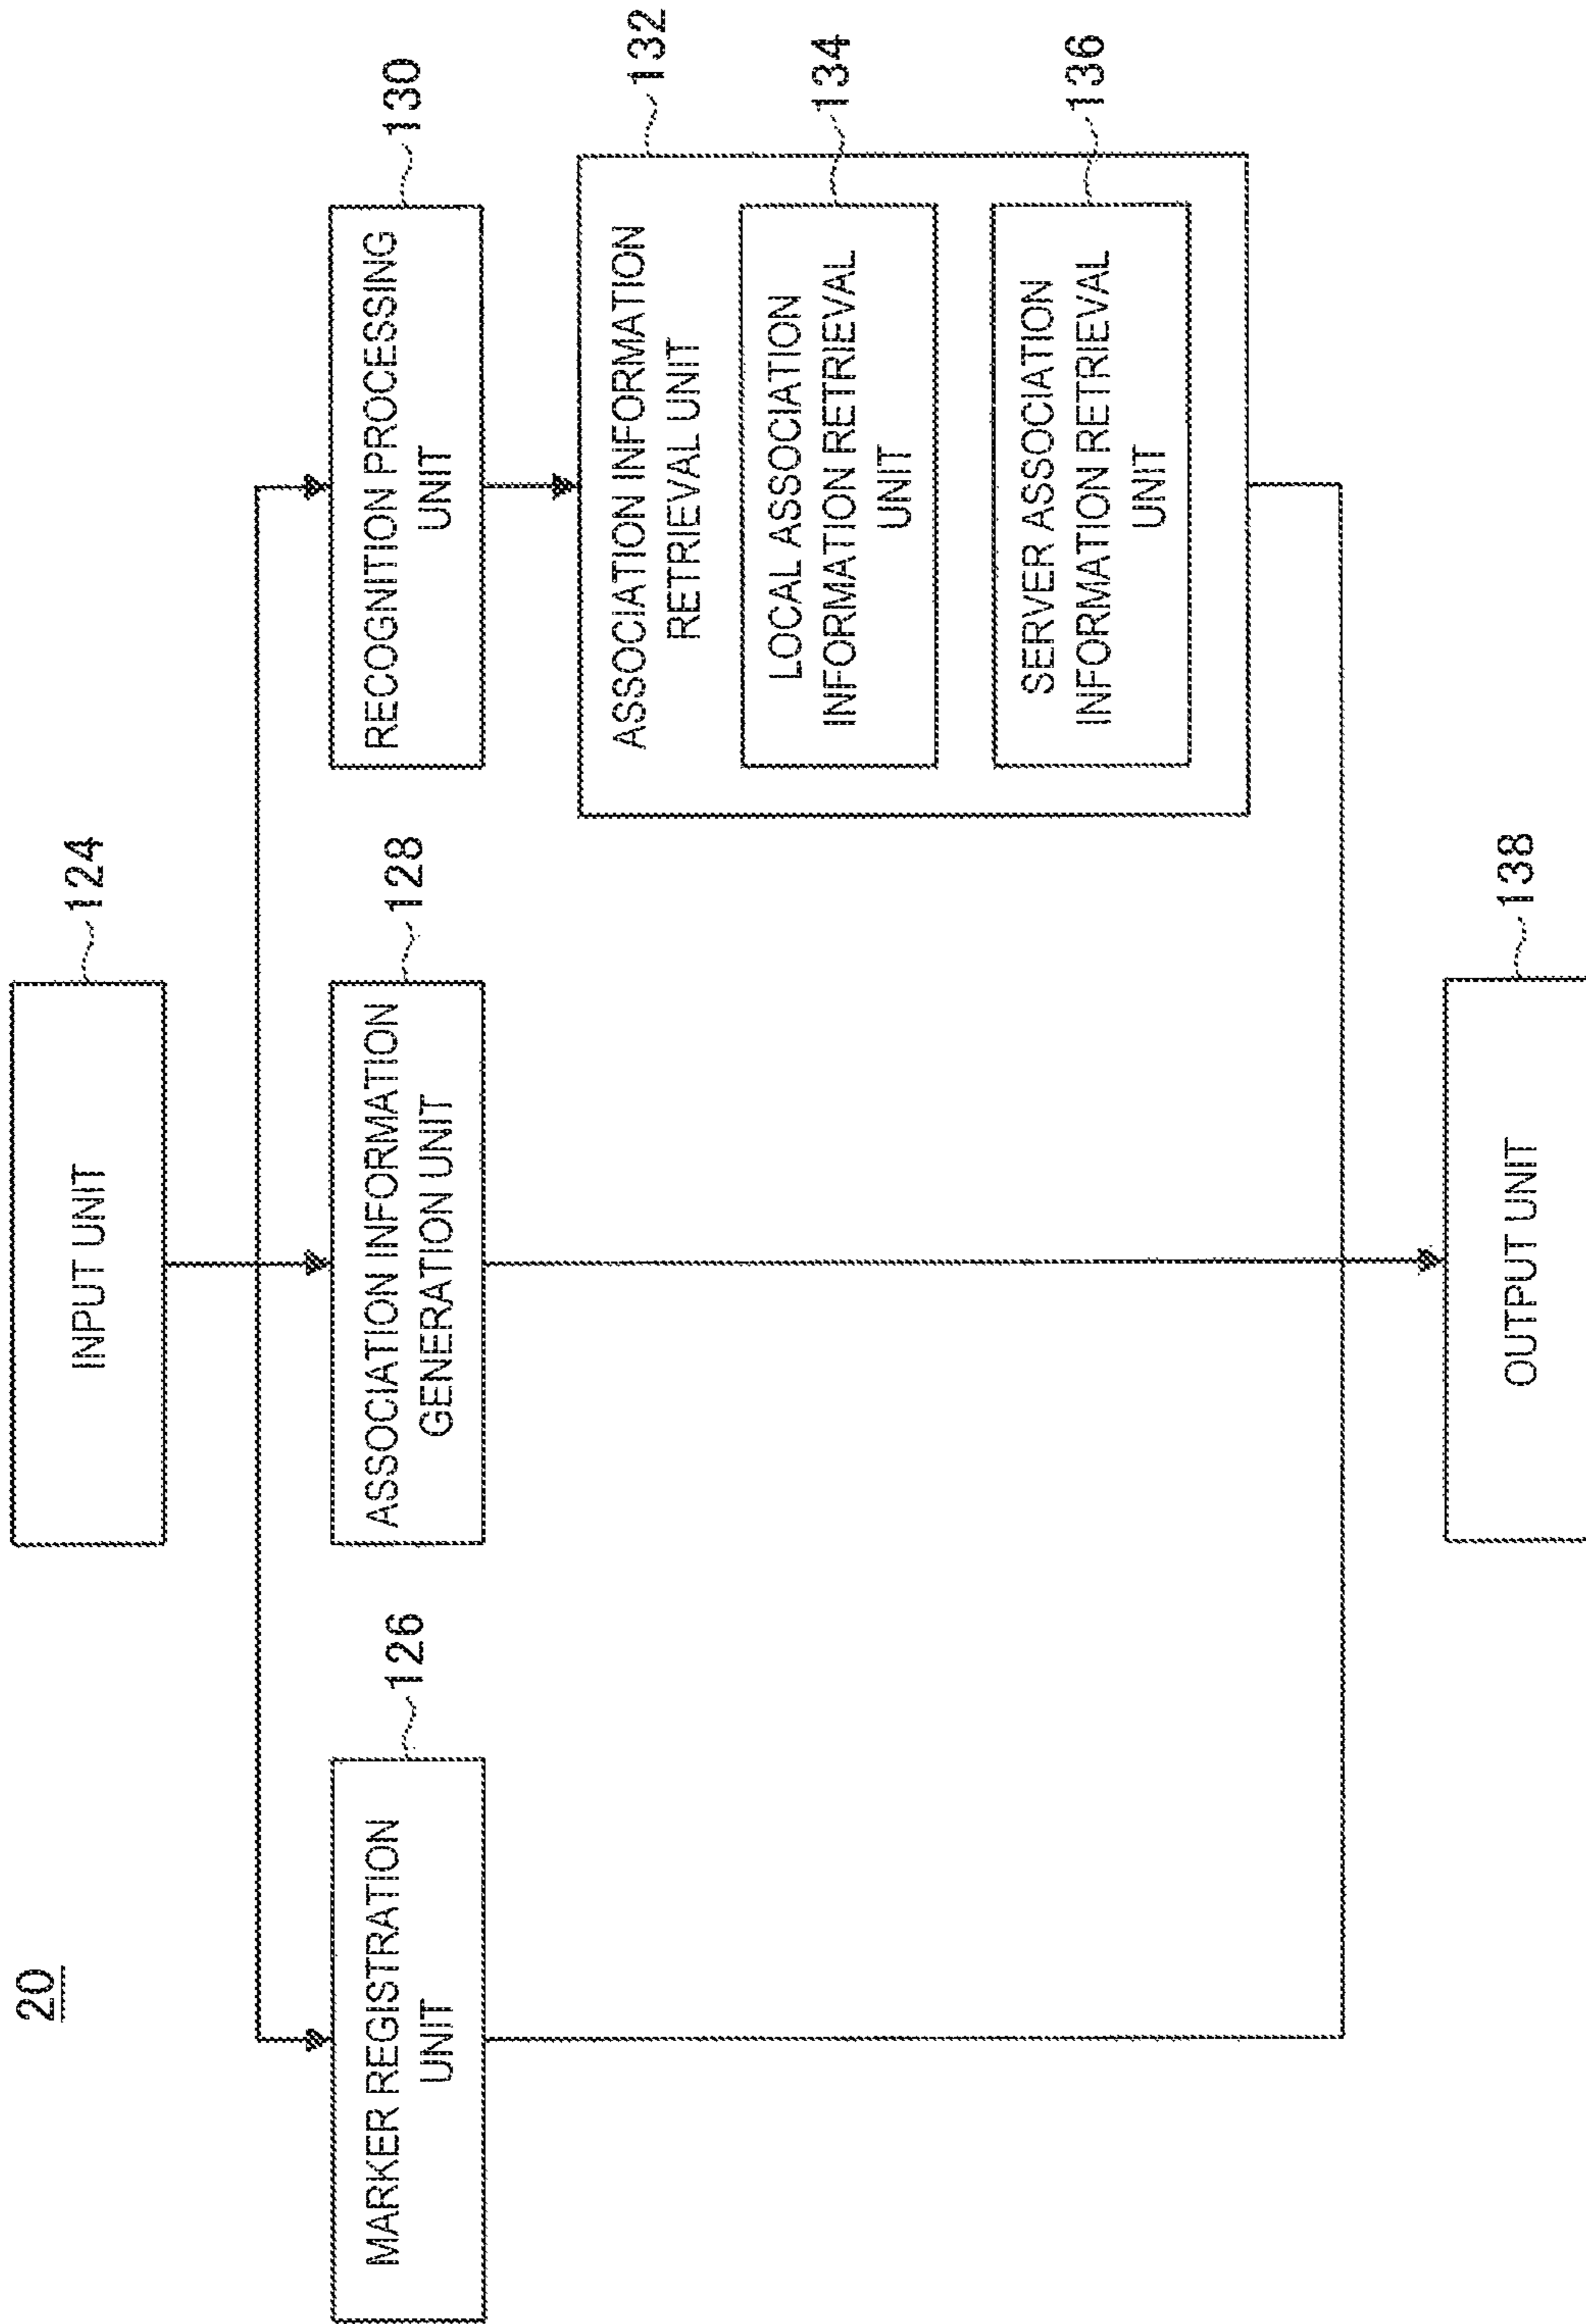 20
INPUT UNIT
124
MARKER REGISTRATION
UNIT
126
ASSOCIATION INFORMATION
GENERATION UNIT
128
RECOGNITION PROCESSING
UNIT
130
ASSOCIATION INFORMATION
RETRIEVAL UNIT
132
LOCAL ASSOCIATION
INFORMATION RETRIEVAL
UNIT
134
SERVER ASSOCIATION
INFORMATION RETRIEVAL
UNIT
136
OUTPUT UNIT
138